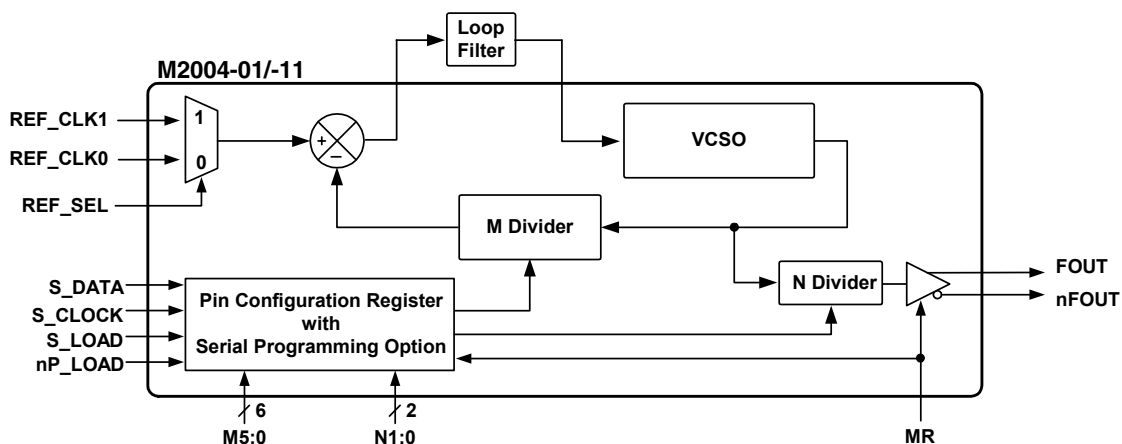 Loop
Filter
M2004-01/-11
REF_CLK1
1
REF_CLK0
0
REF_SEL
+
−
VCSO
M Divider
N Divider
FOUT
nFOUT
S_DATA
S_CLOCK
S_LOAD
nP_LOAD
Pin Configuration Register
with
Serial Programming Option
6
2
M5:0
N1:0
MR